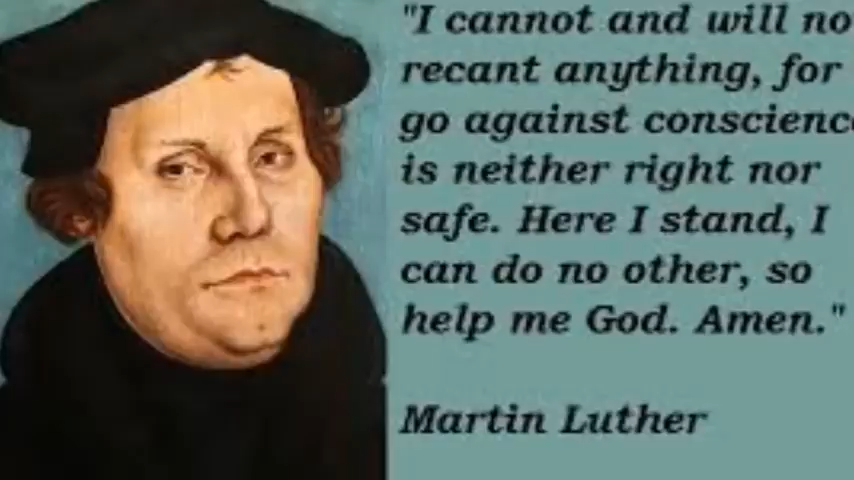 "I cannot and will no
recant anything, for
go against conscienc
is neither right nor
safe. Here I stand, I
can do no other, so
help me God. Amen."
Martin Luther